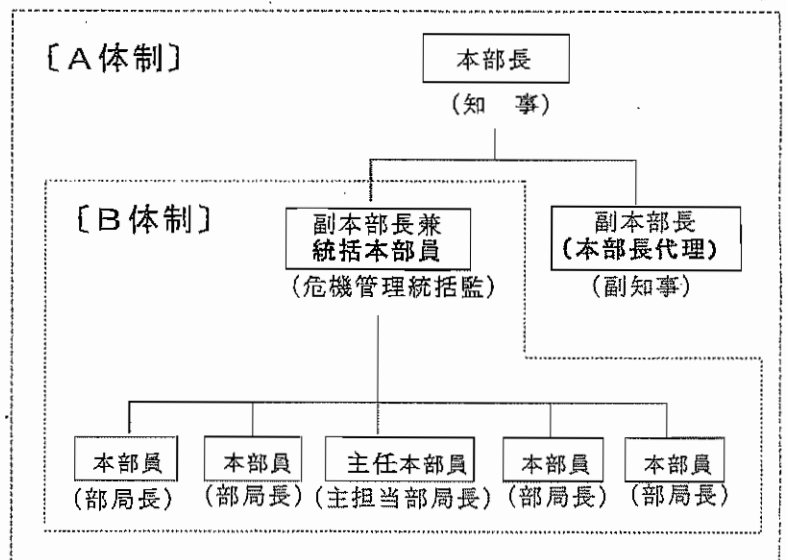 〔A体制〕
本部長
(知　事)
〔B体制〕
副本部長兼
統括本部員
(危機管理統括監)
副本部長
(本部長代理)
(副知事)
本部員
(部局長)
本部員
(部局長)
主任本部員
(主担当部局長)
本部員
(部局長)
本部員
(部局長)